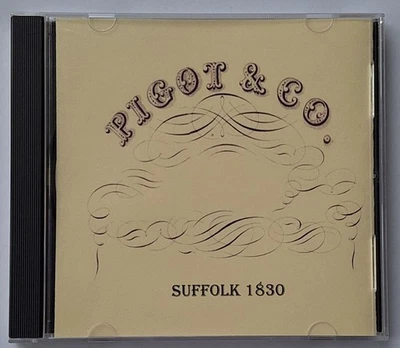 PIGOT & CO.
SUFFOLK 1830